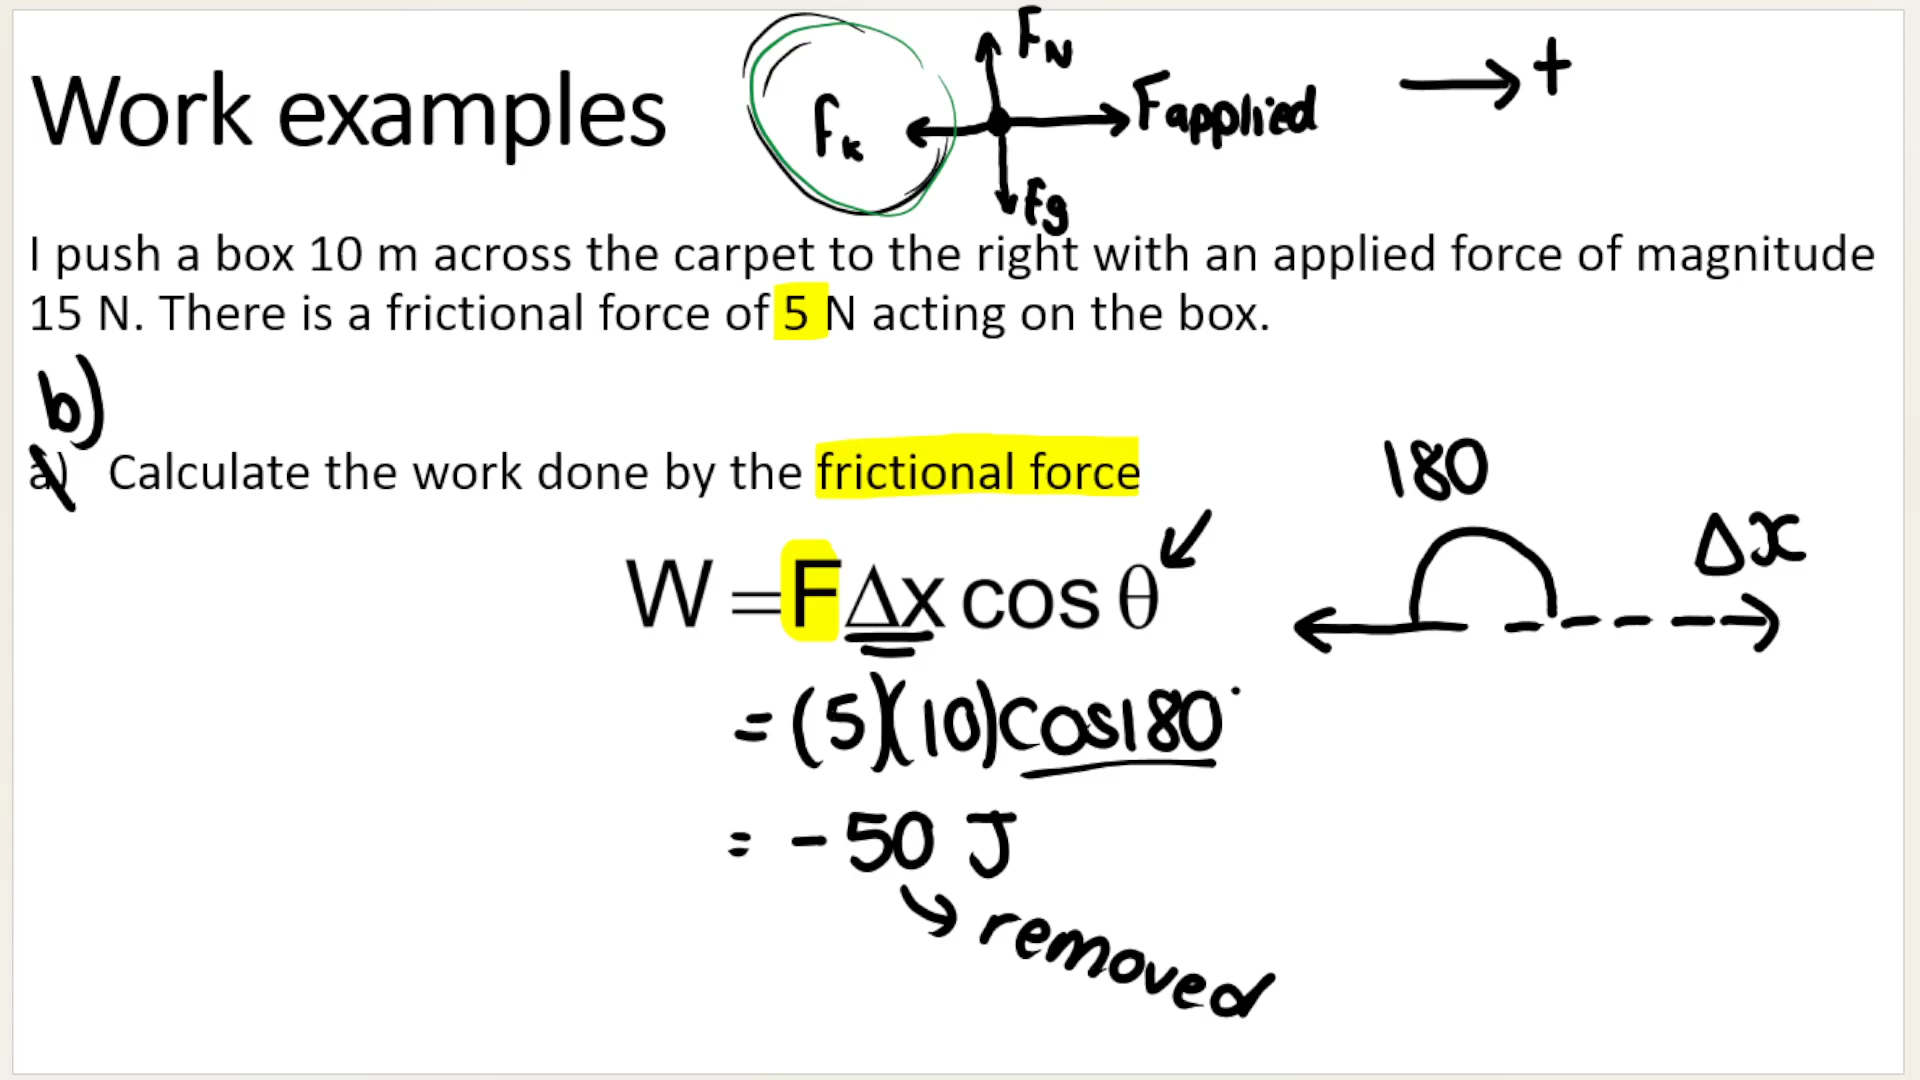 Work examples
fk
FN
Fapplied
Fg
+
I push a box 10 m across the carpet to the right with an applied force of magnitude
15 N. There is a frictional force of 5 N acting on the box.
b)
a) Calculate the work done by the frictional force
180
Δx
W = F Δx cos θ
= (5)(10)cos180°
= - 50 J
removed